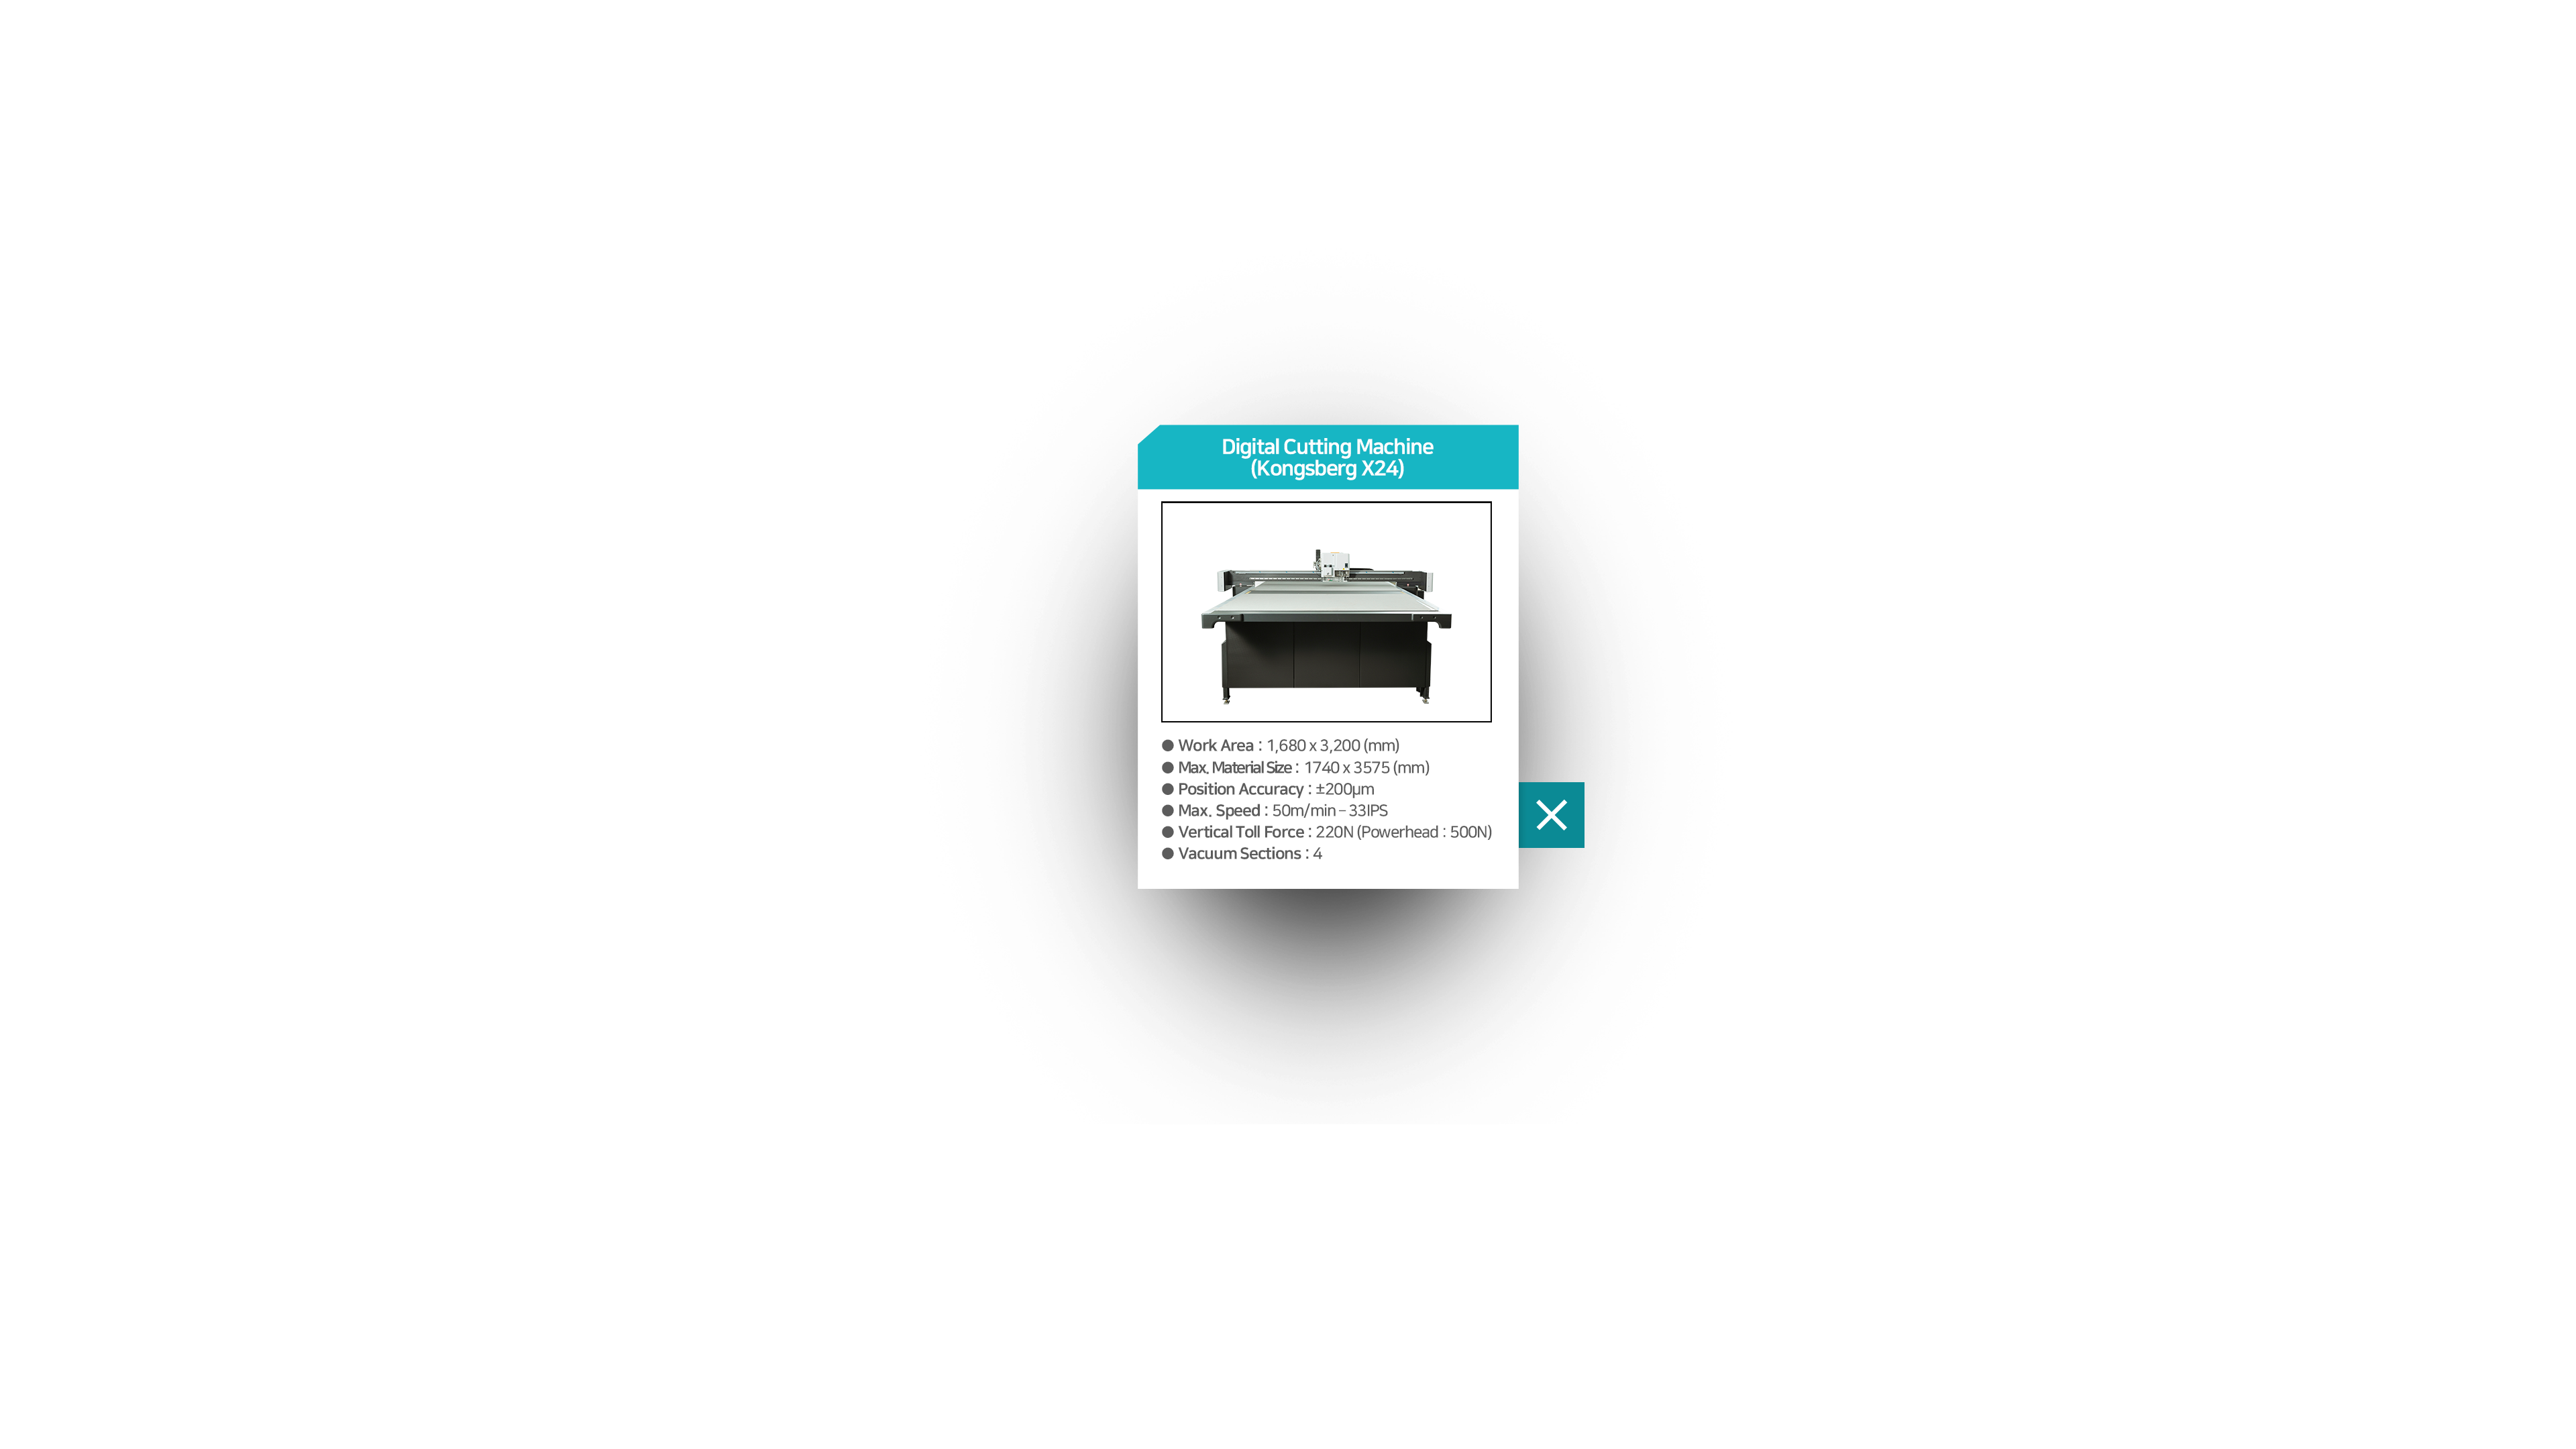 Digital Cutting Machine
(Kongsberg X24)
● Work Area : 1,680 x 3,200 (mm)
● Max. Material Size : 1740 x 3575 (mm)
● Position Accuracy : ±200μm
● Max. Speed : 50m/min - 33IPS
● Vertical Toll Force : 220N (Powerhead : 500N)
● Vacuum Sections : 4